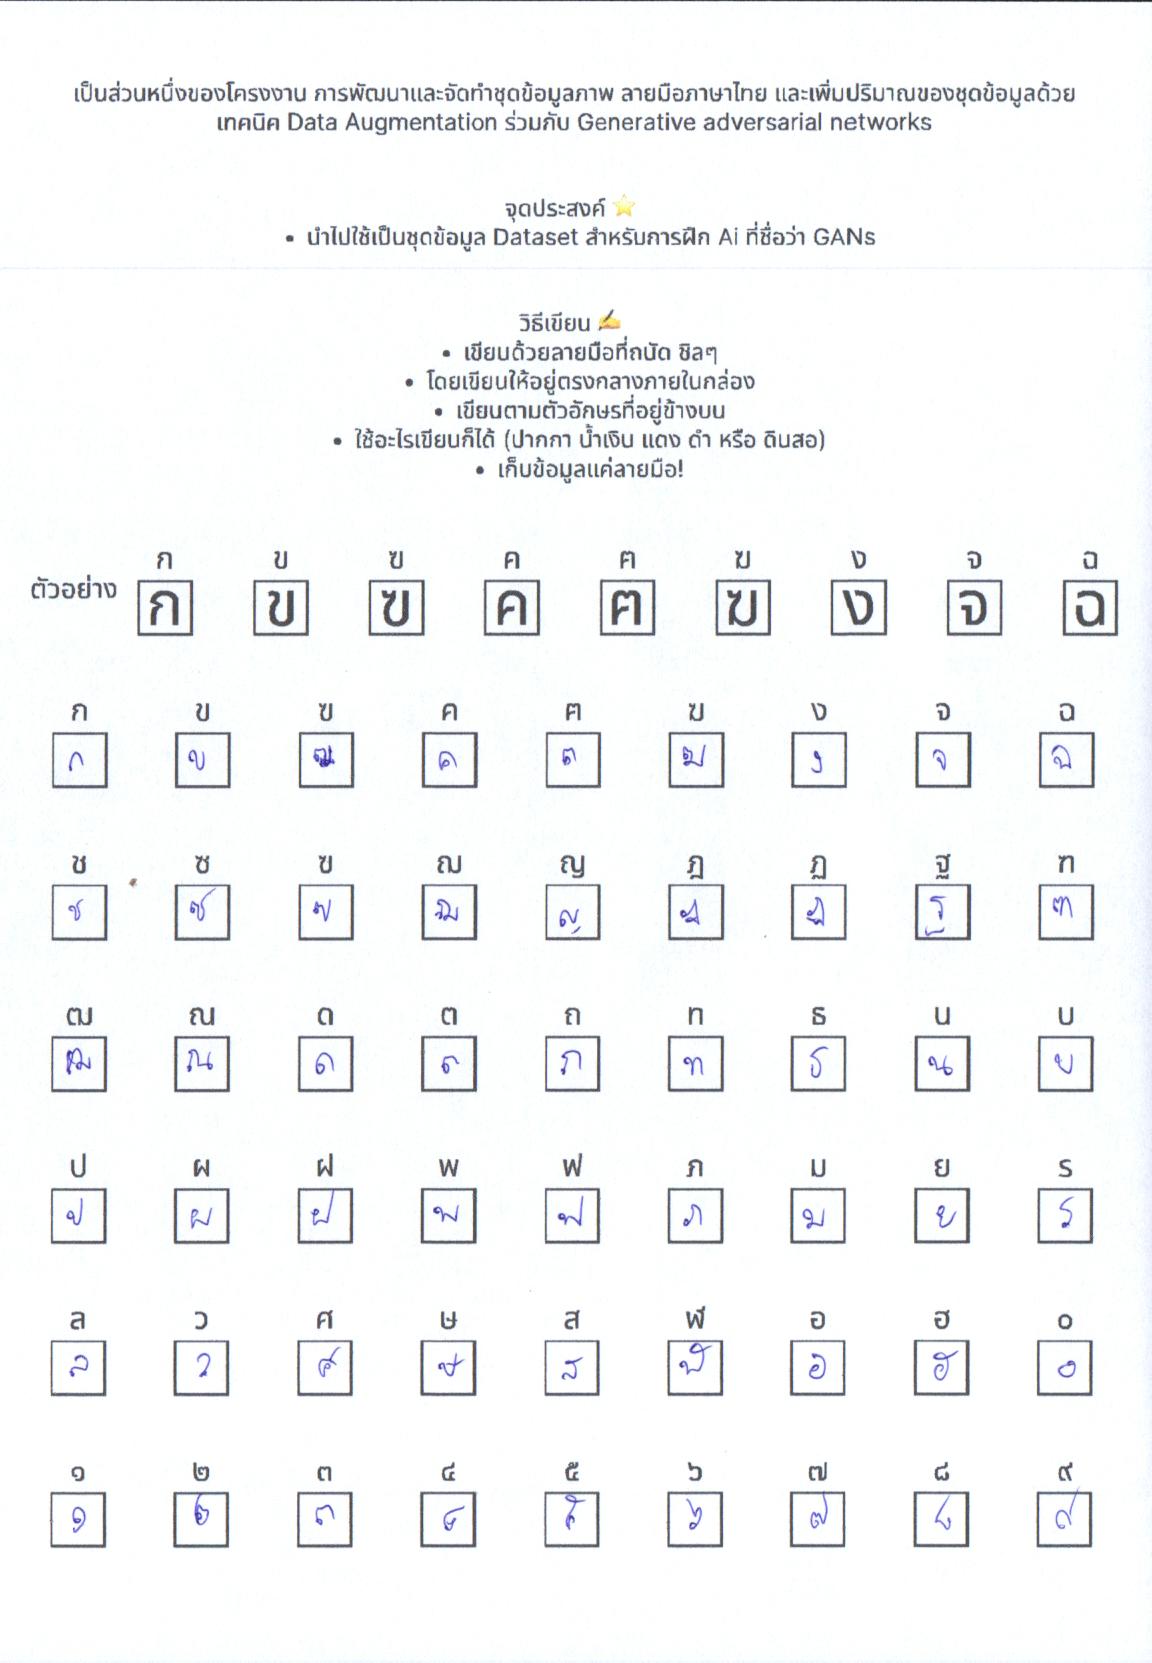 เป็นส่วนหนึ่งของโครงงาน การพัฒนาและจัดทำชุดข้อมูลภาพ ลายมือภาษาไทย และเพิ่มปริมาณของชุดข้อมูลด้วย
เทคนิค Data Augmentation ร่วมกับ Generative adversarial networks
จุดประสงค์ ⭐
• นำไปใช้เป็นชุดข้อมูล Dataset สำหรับการฝึก Ai ที่ชื่อว่า GANs
วิธีเขียน ✍
• เขียนด้วยลายมือที่ถนัด ชิลๆ
• โดยเขียนให้อยู่ตรงกลางภายในกล่อง
• เขียนตามตัวอักษรที่อยู่ข้างบน
• ใช้อะไรเขียนก็ได้ (ปากกา น้ำเงิน แดง ดำ หรือ ดินสอ)
• เก็บข้อมูลแค่ลายมือ!
ก ข ฃ ค ฅ ฆ ง จ ฉ
ตัวอย่าง ก ข ฃ ค ฅ ฆ ง จ ฉ
ก ข ฃ ค ฅ ฆ ง จ ฉ
ก ข ค ฅ ฆ ง จ ฉ
ช ซ ฃ ฌ ญ ฎ ฏ ฐ ฑ
ช ซ ฃ ฌ ญ ฎ ฏ ฐ ฑ
ฒ ณ ด ต ถ ท ธ น บ
ฒ ณ ด ต ถ ท ธ น บ
ป ผ ฝ พ ฟ ภ ม ย ร
ป ผ ฝ พ ฟ ภ ม ย ร
ล ว ศ ษ ส ฬ อ ฮ ๐
ล ว ศ ษ ส ฬ อ ฮ ๐
๑ ๒ ๓ ๔ ๕ ๖ ๗ ๘ ๙
๑ ๒ ๓ ๔ ๕ ๖ ๗ ๘ ๙